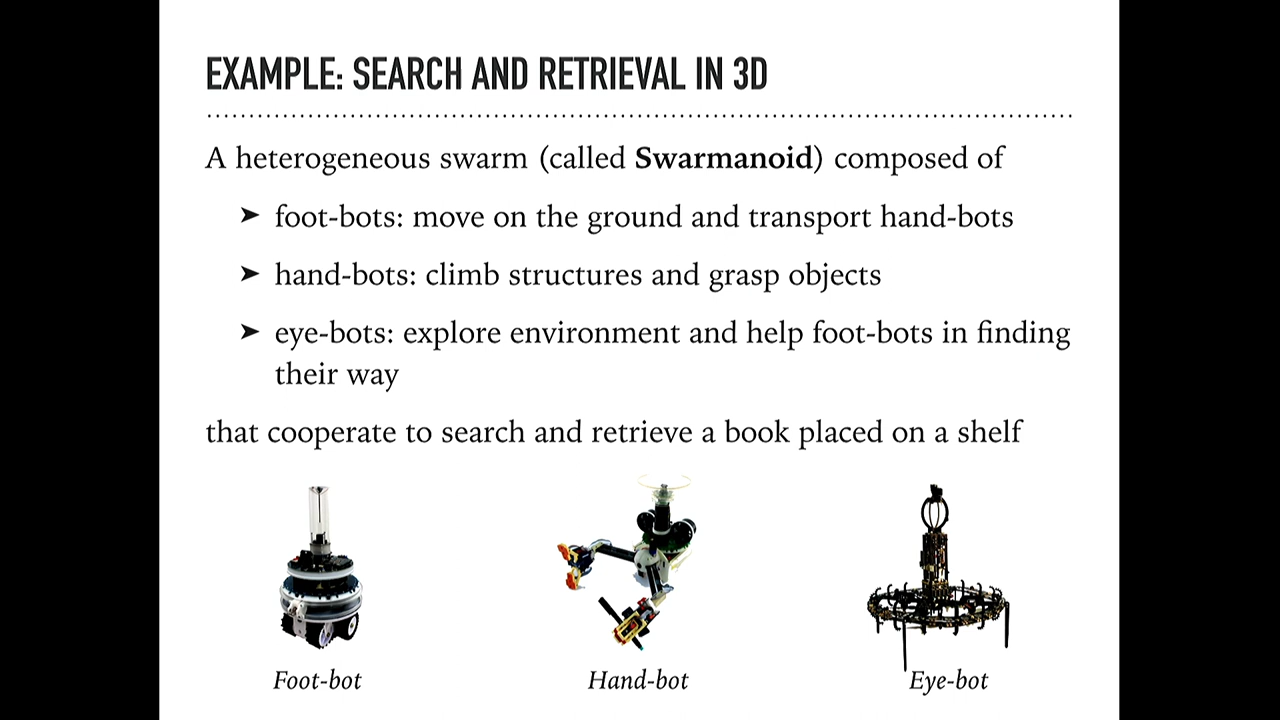 EXAMPLE: SEARCH AND RETRIEVAL IN 3D
A heterogeneous swarm (called Swarmanoid) composed of
➤ foot-bots: move on the ground and transport hand-bots
➤ hand-bots: climb structures and grasp objects
➤ eye-bots: explore environment and help foot-bots in finding
their way
that cooperate to search and retrieve a book placed on a shelf
Foot-bot
Hand-bot
Eye-bot